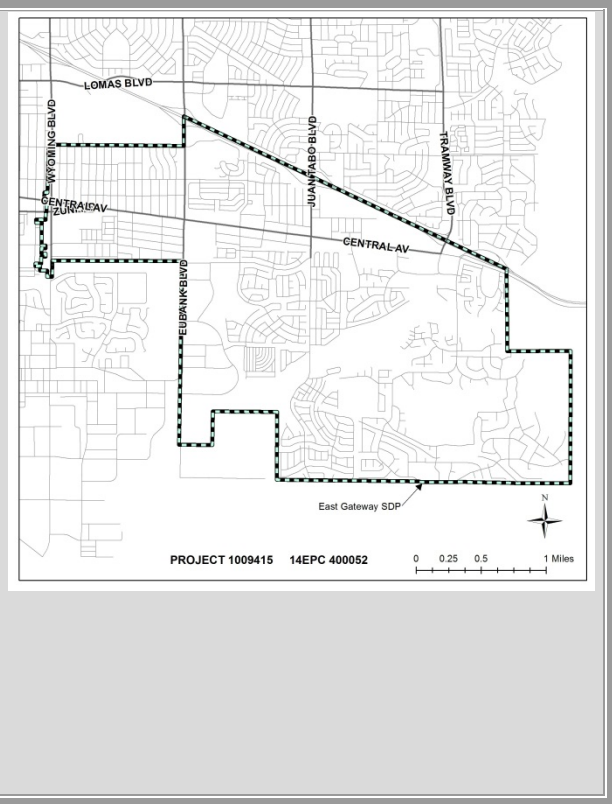 LOMAS BLVD
WYOMING BLVD
JUAN TABO BLVD
TRAMWAY BLVD
CENTRAL AV
ZUNI
CENTRAL AV
EUBANK BLVD
East Gateway SDP
N
PROJECT 1009415 14EPC 400052
0 0.25 0.5 1 Miles